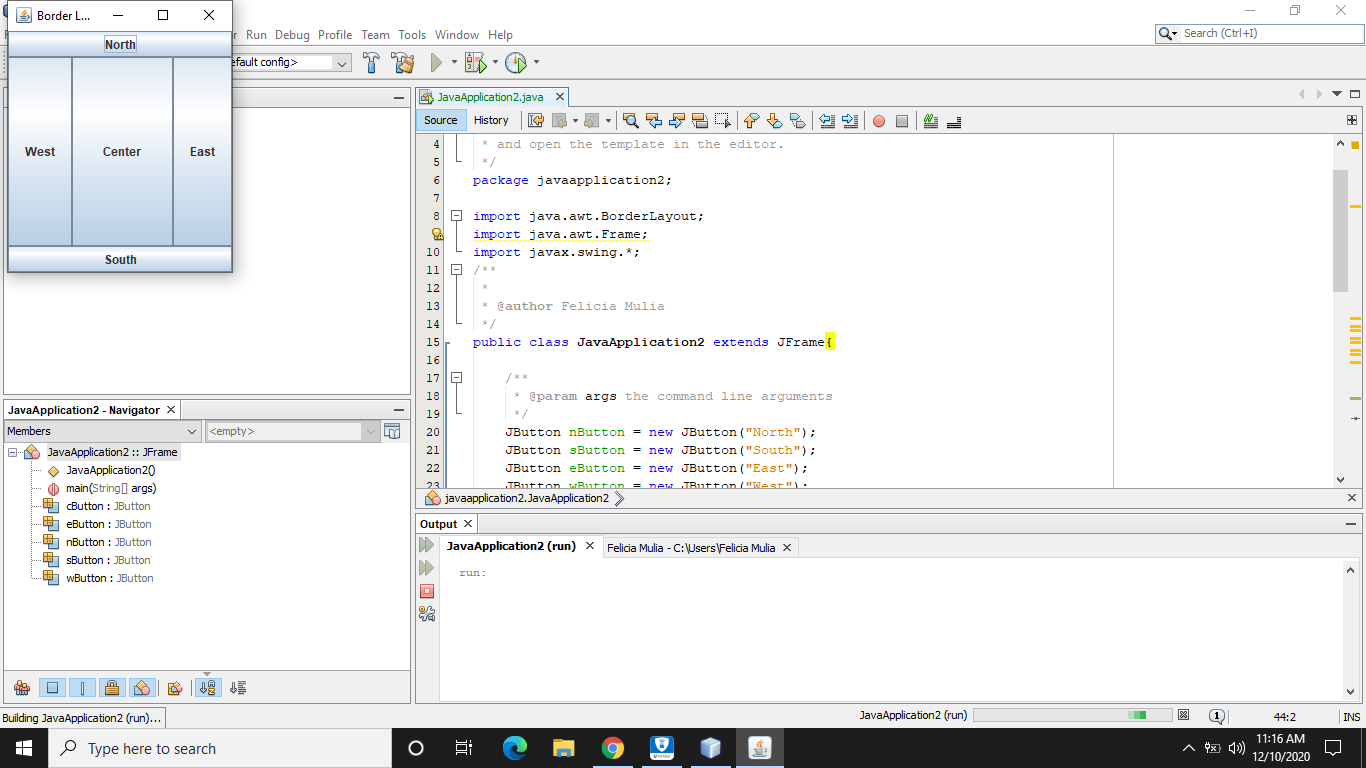 Border L...
North
West
Center
East
South
Run Debug Profile Team Tools Window Help
Search (Ctrl+I)
efault config>
JavaApplication2.java
Source History
4 * and open the template in the editor.
5 */
6 package javaapplication2;
7
8 import java.awt.BorderLayout;
import java.awt.Frame;
10 import javax.swing.*;
11 /**
12 *
13 * @author Felicia Mulia
14 */
15 public class JavaApplication2 extends JFrame{
16
17 /**
18 * @param args the command line arguments
19 */
20 JButton nButton = new JButton("North");
21 JButton sButton = new JButton("South");
22 JButton eButton = new JButton("East");
23 JButton wButton = new JButton("West");
javaapplication2.JavaApplication2
JavaApplication2 - Navigator
Members
<empty>
JavaApplication2 :: JFrame
JavaApplication2()
main(String[] args)
cButton : JButton
eButton : JButton
nButton : JButton
sButton : JButton
wButton : JButton
Output
JavaApplication2 (run)
Felicia Mulia - C:\Users\Felicia Mulia
run:
Building JavaApplication2 (run)...
JavaApplication2 (run)
1
44:2
INS
Type here to search
11:16 AM
12/10/2020